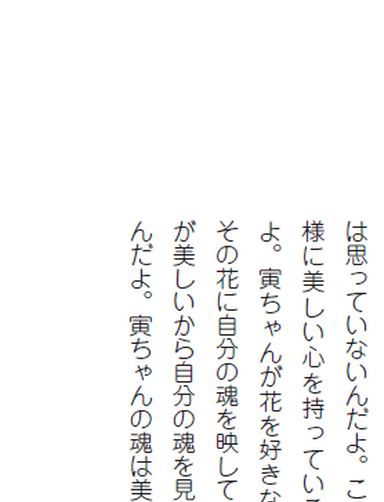 は思っていないんだよ。こ
様に美しい心を持ってい
よ。寅ちゃんが花を好きな
その花に自分の魂を映して
が美しいから自分の魂を見
んだよ。寅ちゃんの魂は美